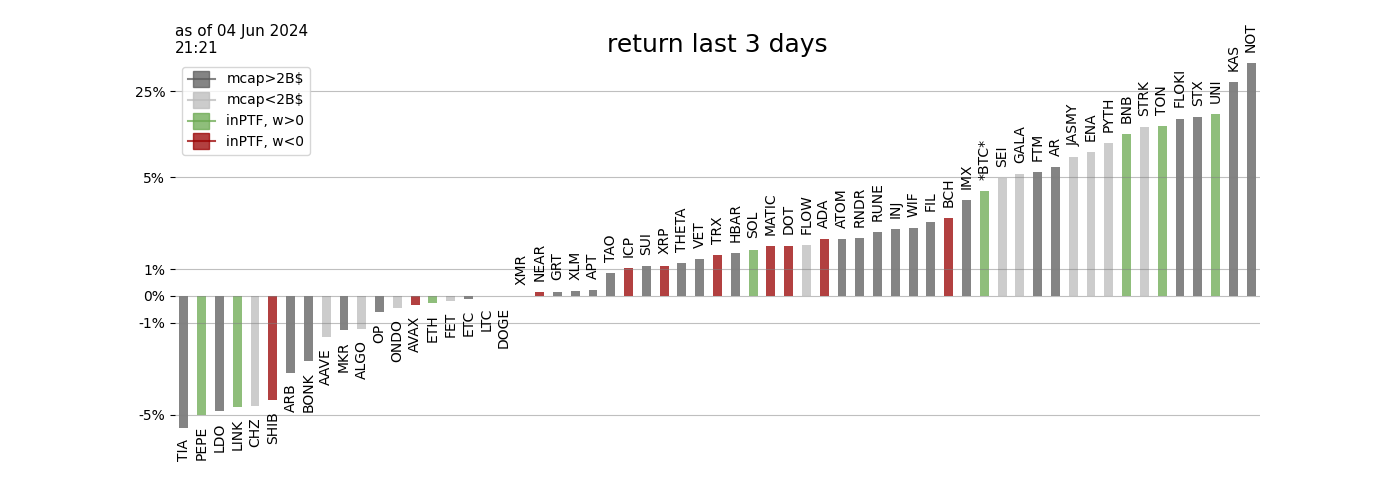 as of 04 Jun 2024
21:21
return last 3 days
mcap>2B$
mcap<2B$
inPTF, w>0
inPTF, w<0
25%
5%
1%
0%
-1%
-5%
TIA
PEPE
LDO
LINK
CHZ
SHIB
ARB
BONK
AAVE
MKR
ALGO
OP
ONDO
AVAX
ETH
FET
ETC
LTC
DOGE
XMR
NEAR
GRT
XLM
APT
TAO
ICP
SUI
XRP
THETA
VET
TRX
HBAR
SOL
MATIC
DOT
FLOW
ADA
ATOM
RNDR
RUNE
INJ
WIF
FIL
BCH
IMX
*BTC*
SEI
GALA
FTM
AR
JASMY
ENA
PYTH
BNB
STRK
TON
FLOKI
STX
UNI
KAS
NOT